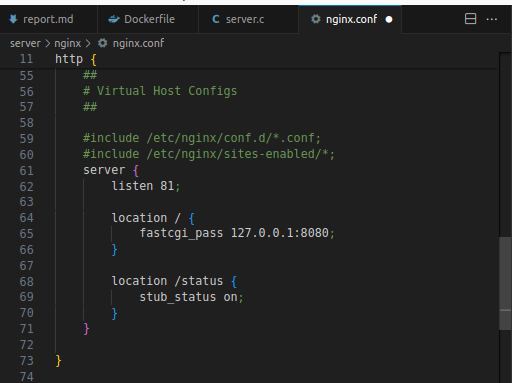 report.md Dockerfile C server.c nginx.conf
server > nginx > nginx.conf
11 http {
55 ##
56 # Virtual Host Configs
57 ##
58
59 #include /etc/nginx/conf.d/*.conf;
60 #include /etc/nginx/sites-enabled/*;
61 server {
62 listen 81;
63
64 location / {
65 fastcgi_pass 127.0.0.1:8080;
66 }
67
68 location /status {
69 stub_status on;
70 }
71 }
72
73 }
74